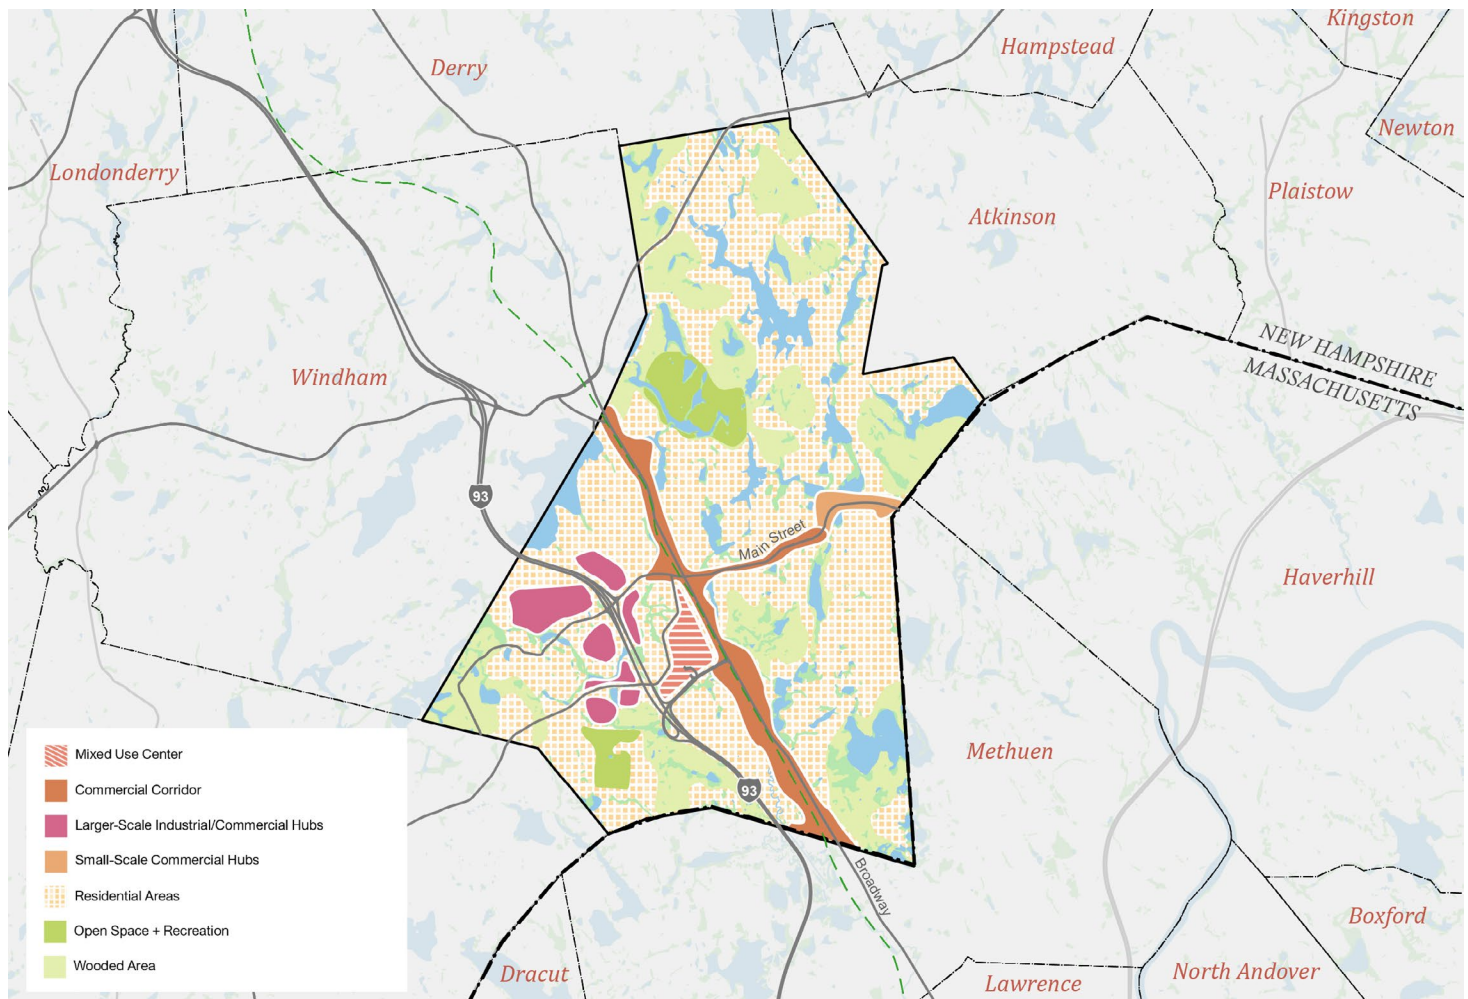 Kingston
Hampstead
Derry
Newton
Londonderry
Plaistow
Atkinson
NEW HAMPSHIRE
MASSACHUSETTS
Windham
93
Main Street
Haverhill
Methuen
93
Broadway
Mixed Use Center
Commercial Corridor
Larger-Scale Industrial/Commercial Hubs
Small-Scale Commercial Hubs
Residential Areas
Open Space + Recreation
Wooded Area
Boxford
Dracut
Lawrence
North Andover